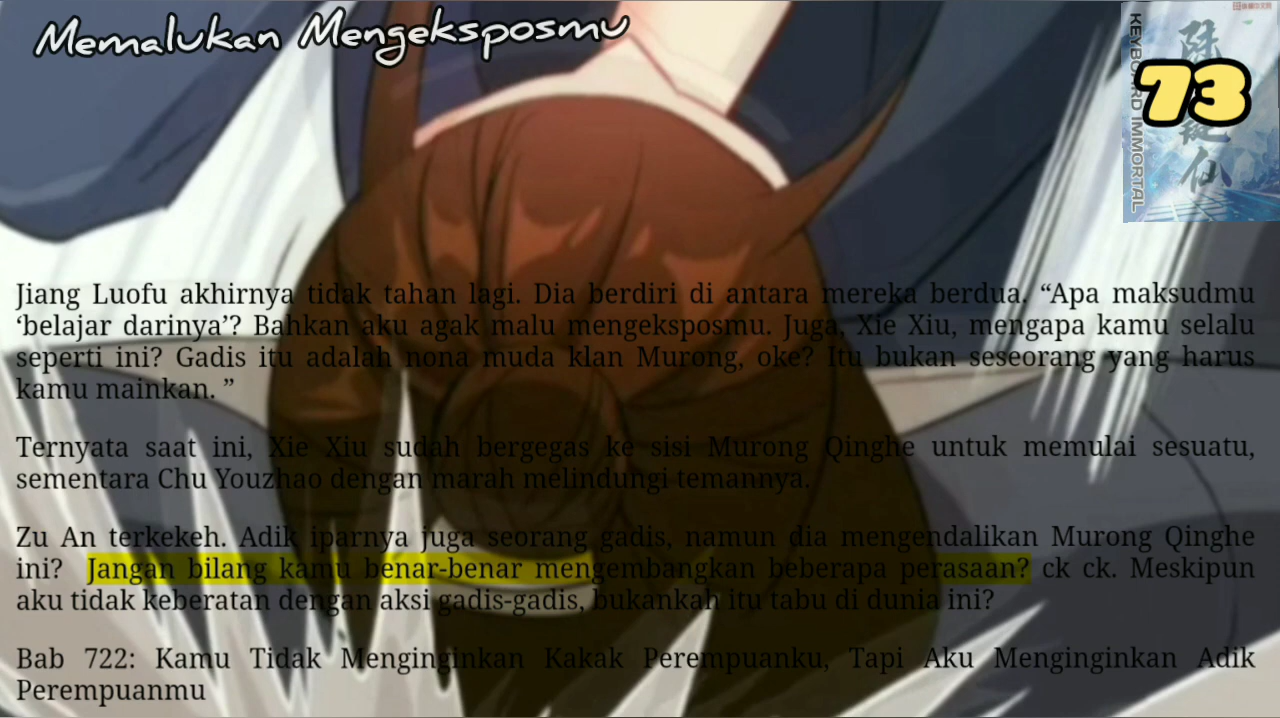 Memalukan Mengeksposmu
73
KEYBOARD IMMORTAL
Jiang Luofu akhirnya tidak tahan lagi. Dia berdiri di antara mereka berdua. “Apa maksudmu
‘belajar darinya’? Bahkan aku agak malu mengeksposmu. Juga, Xie Xiu, mengapa kamu selalu
seperti ini? Gadis itu adalah nona muda klan Murong, oke? Itu bukan seseorang yang harus
kamu mainkan. ”
Ternyata saat ini, Xie Xiu sudah bergegas ke sisi Murong Qinghe untuk memulai sesuatu,
sementara Chu Youzhao dengan marah melindungi temannya.
Zu An terkekeh. Adik iparnya juga seorang gadis, namun dia mengendalikan Murong Qinghe
ini? Jangan bilang kamu benar-benar mengembangkan beberapa perasaan? ck ck. Meskipun
aku tidak keberatan dengan aksi gadis-gadis, bukankah itu tabu di dunia ini?
Bab 722: Kamu Tidak Menginginkan Kakak Perempuanku, Tapi Aku Menginginkan Adik
Perempuanmu